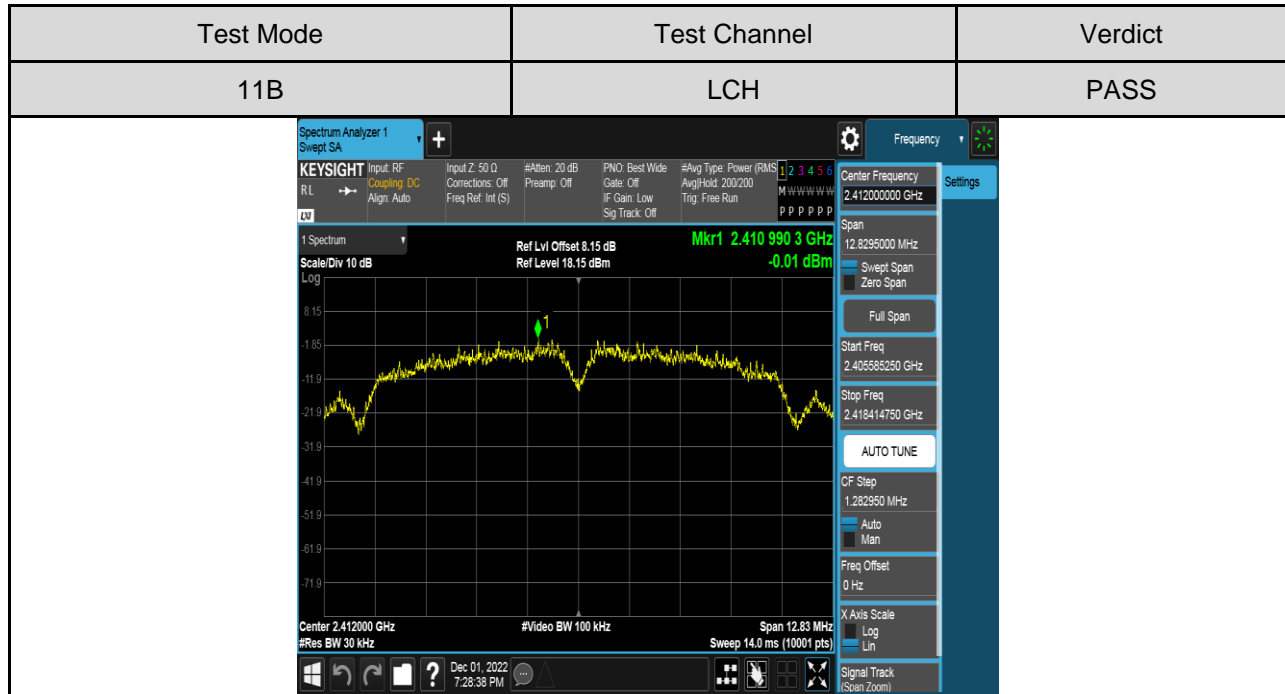 Test Mode Test Channel Verdict
11B LCH PASS
Spectrum Analyzer 1
Swept SA
+
Frequency
KEYSIGHT Input: RF Input Z: 50 Ω #Atten: 20 dB PNO: Best Wide #Avg Type: Power (RMS 1 2 3 4 5 6
RL Coupling: DC Corrections: Off Preamp: Off Gate: Off Avg|Hold: 200/200 M W W W W W
Align: Auto Freq Ref: Int (S) IF Gain: Low Trig: Free Run
LXI Sig Track: Off P P P P P P
1 Spectrum Ref Lvl Offset 8.15 dB Mkr1 2.410 990 3 GHz
Scale/Div 10 dB Ref Level 18.15 dBm -0.01 dBm
Log
8.15
1
-1.85
-11.9
-21.9
-31.9
-41.9
-51.9
-61.9
-71.9
Center 2.412000 GHz #Video BW 100 kHz Span 12.83 MHz
#Res BW 30 kHz Sweep 14.0 ms (10001 pts)
? Dec 01, 2022
7:28:38 PM
Center Frequency
2.412000000 GHz
Settings
Span
12.8295000 MHz
Swept Span
Zero Span
Full Span
Start Freq
2.405585250 GHz
Stop Freq
2.418414750 GHz
AUTO TUNE
CF Step
1.282950 MHz
Auto
Man
Freq Offset
0 Hz
X Axis Scale
Log
Lin
Signal Track
(Span Zoom)